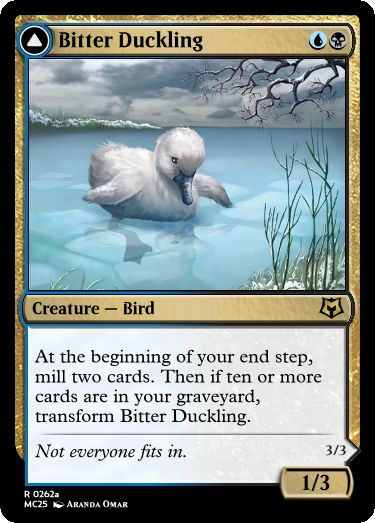 Bitter Duckling
Creature — Bird
At the beginning of your end step,
mill two cards. Then if ten or more
cards are in your graveyard,
transform Bitter Duckling.
Not everyone fits in.
3/3
1/3
R 0262a
MC25 Aranda Omar